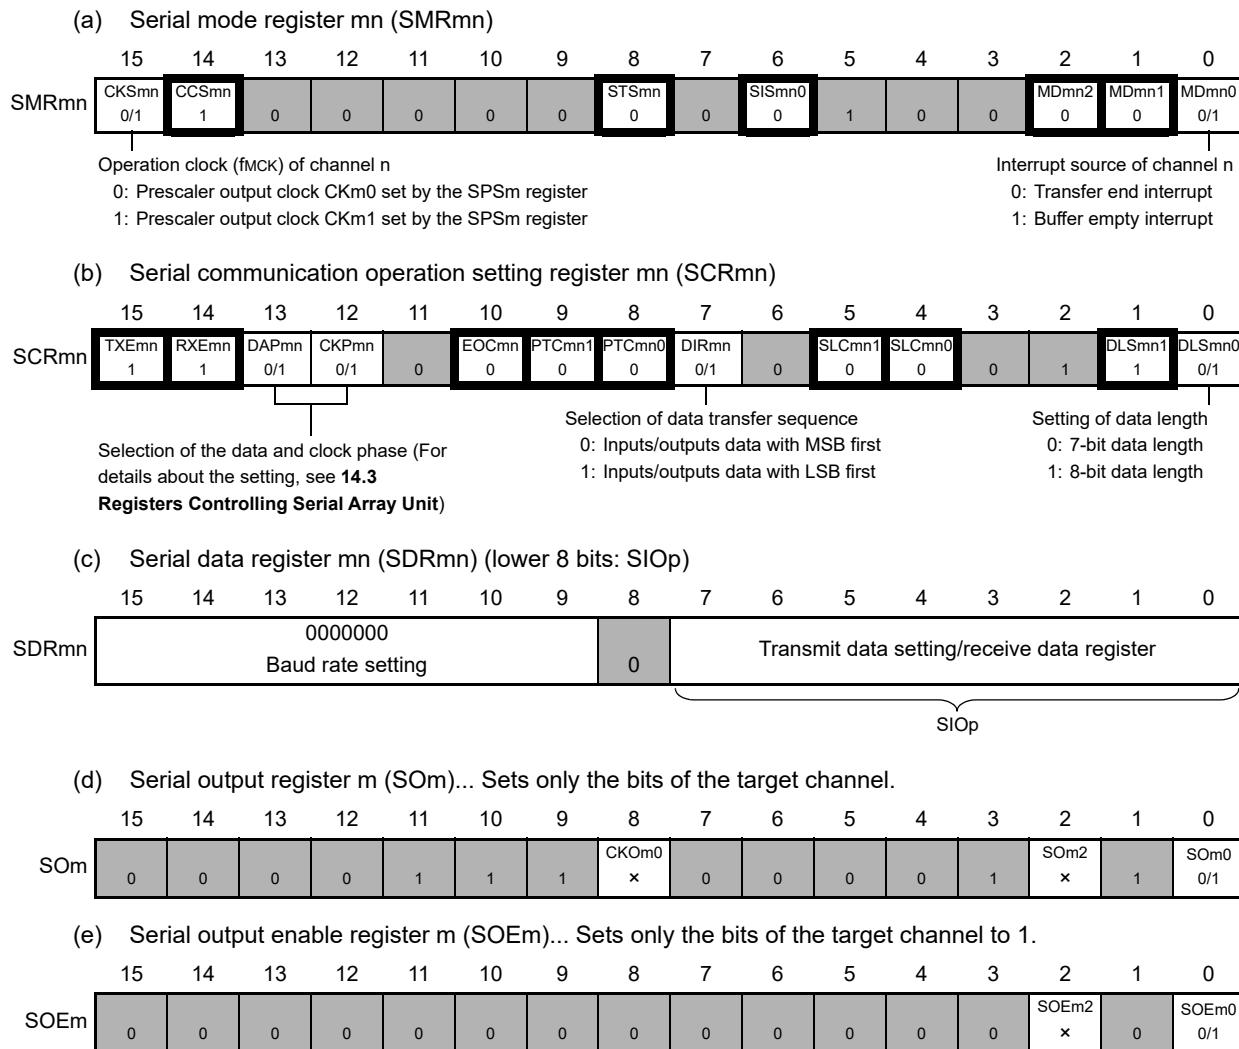 (a) Serial mode register mn (SMRmn)
15 14 13 12 11 10 9 8 7 6 5 4 3 2 1 0
SMRmn
CKSmn CCSmn STSmn SISmn0 MDmn2 MDmn1 MDmn0
0/1 1 0 0 0 0 0 0 0 0 1 0 0 0 0 0/1
Operation clock (fMCK) of channel n
0: Prescaler output clock CKm0 set by the SPSm register
1: Prescaler output clock CKm1 set by the SPSm register
Interrupt source of channel n
0: Transfer end interrupt
1: Buffer empty interrupt
(b) Serial communication operation setting register mn (SCRmn)
15 14 13 12 11 10 9 8 7 6 5 4 3 2 1 0
SCRmn
TXEmn RXEmn DAPmn CKPmn EOCmn PTCmn1 PTCmn0 DIRmn SLCmn1 SLCmn0 DLSmn1 DLSmn0
1 1 0/1 0/1 0 0 0 0 0/1 0 0 0 0 1 1 0/1
Selection of the data and clock phase (For
details about the setting, see 14.3
Registers Controlling Serial Array Unit)
Selection of data transfer sequence
0: Inputs/outputs data with MSB first
1: Inputs/outputs data with LSB first
Setting of data length
0: 7-bit data length
1: 8-bit data length
(c) Serial data register mn (SDRmn) (lower 8 bits: SIOp)
15 14 13 12 11 10 9 8 7 6 5 4 3 2 1 0
SDRmn
0000000
Baud rate setting
0
Transmit data setting/receive data register
SIOp
(d) Serial output register m (SOm)... Sets only the bits of the target channel.
15 14 13 12 11 10 9 8 7 6 5 4 3 2 1 0
SOm
CKOm0 SOm2 SOm0
0 0 0 0 1 1 1 × 0 0 0 0 1 × 1 0/1
(e) Serial output enable register m (SOEm)... Sets only the bits of the target channel to 1.
15 14 13 12 11 10 9 8 7 6 5 4 3 2 1 0
SOEm
SOEm2 SOEm0
0 0 0 0 0 0 0 0 0 0 0 0 0 × 0 0/1